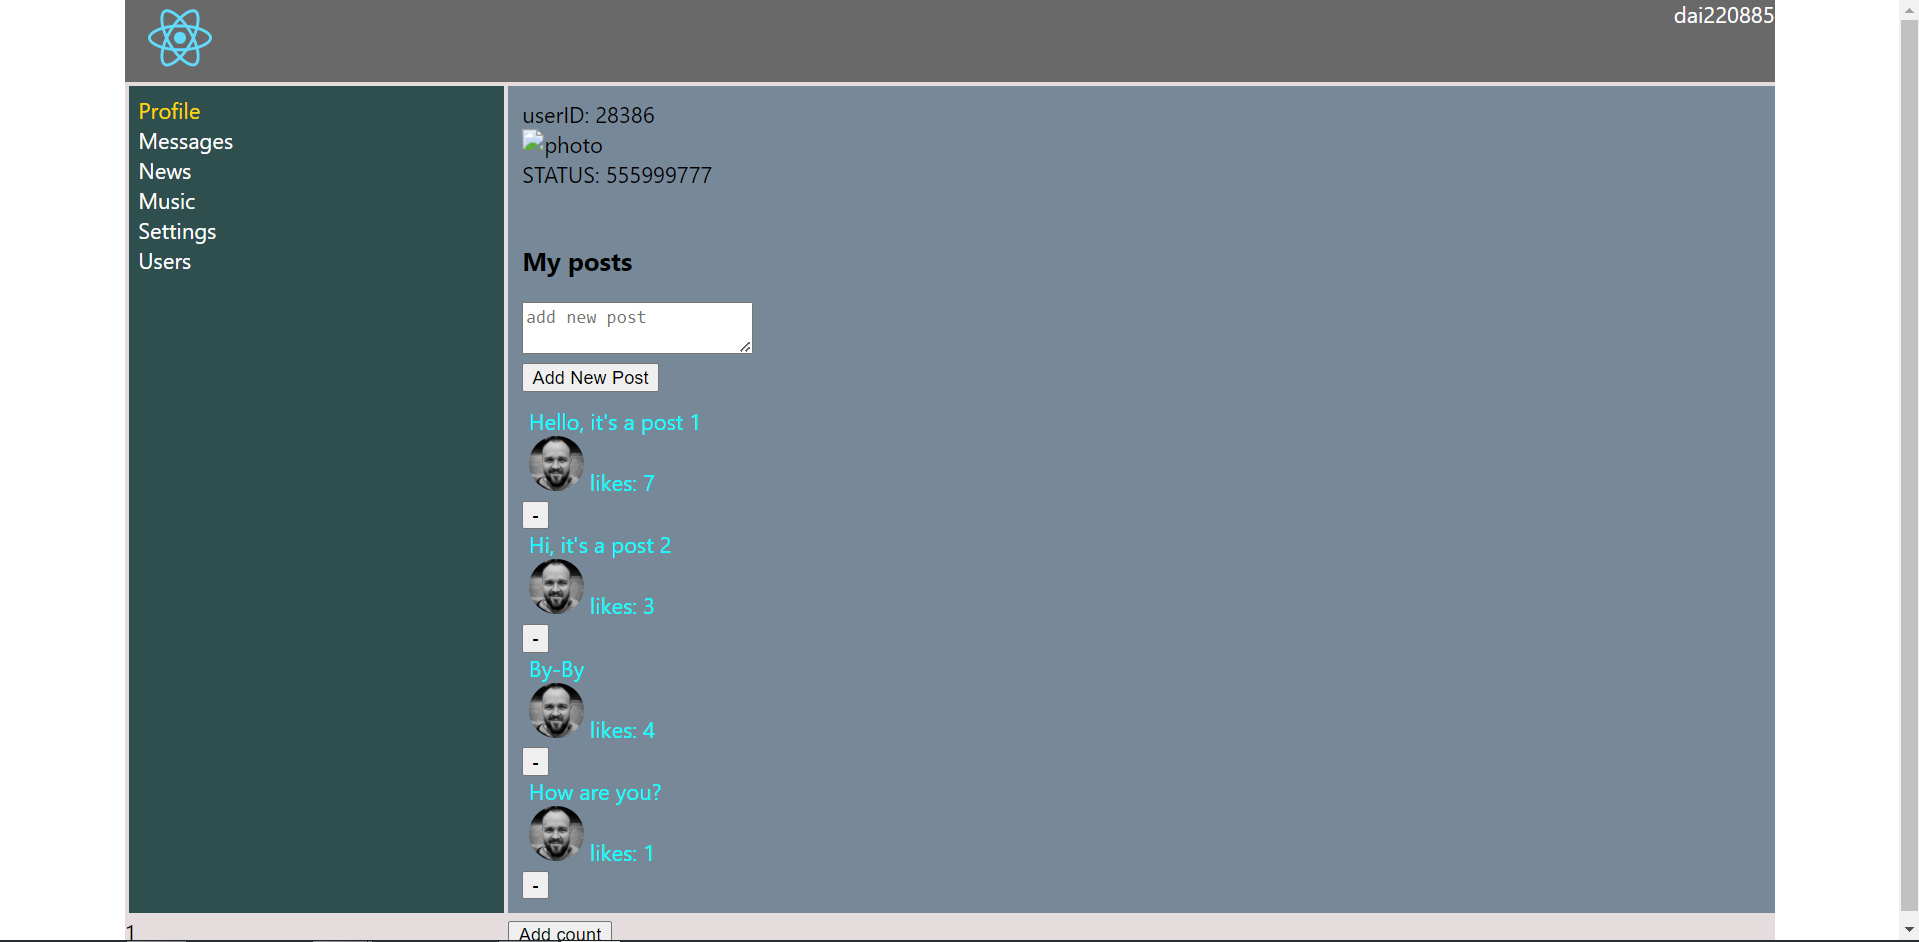 dai220885
Profile
Messages
News
Music
Settings
Users
userID: 28386
photo
STATUS: 555999777
My posts
add new post
Add New Post
Hello, it's a post 1
likes: 7
-
Hi, it's a post 2
likes: 3
-
By-By
likes: 4
-
How are you?
likes: 1
-
1
Add count